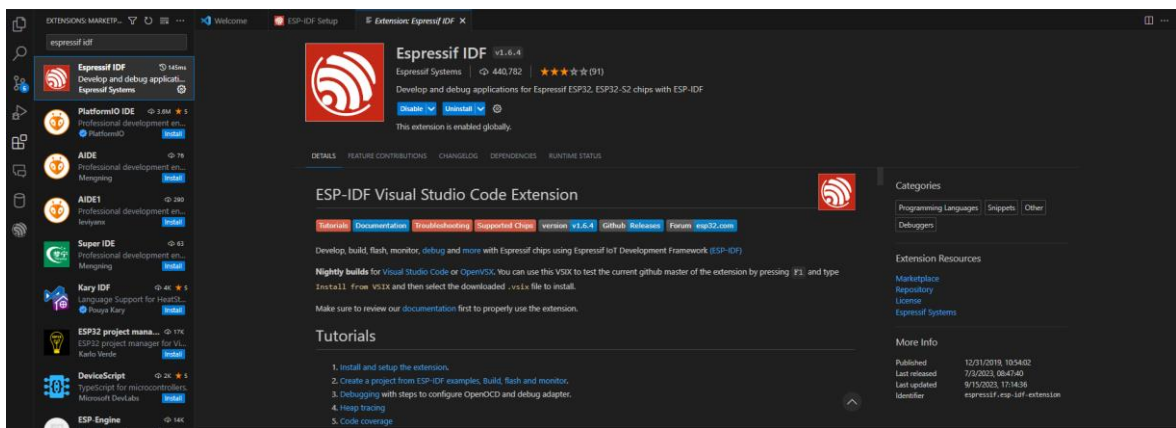 EXTENSIONS: MARKETP...
Welcome
ESP-IDF Setup
Extension: Espressif IDF
espressif idf
Espressif IDF 145ms
Develop and debug applicati...
Espressif Systems
PlatformIO IDE 3.6M ★ 5
Professional development en...
PlatformIO Install
AIDE 76
Professional development en...
Mengning Install
AIDE1 280
Professional development en...
leviyanx Install
Super IDE 63
Professional development en...
Mengning Install
Kary IDF 4K ★ 5
Language Support for HeatSt...
Pouya Kary Install
ESP32 project mana... 17K
ESP32 project manager for Vi...
Karlo Verde Install
DeviceScript 2K ★ 5
TypeScript for microcontrollers.
Microsoft DevLabs Install
ESP-Engine 14K
Espressif IDF v1.6.4
Espressif Systems 440,782 (91)
Develop and debug applications for Espressif ESP32, ESP32-S2 chips with ESP-IDF
Disable Uninstall
This extension is enabled globally.
DETAILS FEATURE CONTRIBUTIONS CHANGELOG DEPENDENCIES RUNTIME STATUS
ESP-IDF Visual Studio Code Extension
Tutorials Documentation Troubleshooting Supported Chips version v1.6.4 Github Releases Forum esp32.com
Develop, build, flash, monitor, debug and more with Espressif chips using Espressif IoT Development Framework (ESP-IDF)
Nightly builds for Visual Studio Code or OpenVSX. You can use this VSIX to test the current github master of the extension by pressing F1 and type
Install from VSIX and then select the downloaded .vsix file to install.
Make sure to review our documentation first to properly use the extension.
Tutorials
1. Install and setup the extension.
2. Create a project from ESP-IDF examples, Build, flash and monitor.
3. Debugging with steps to configure OpenOCD and debug adapter.
4. Heap tracing
5. Code coverage
Categories
Programming Languages Snippets Other
Debuggers
Extension Resources
Marketplace
Repository
License
Espressif Systems
More Info
Published 12/31/2019, 10:54:02
Last released 7/3/2023, 08:47:40
Last updated 9/15/2023, 17:14:36
Identifier espressif.esp-idf-extension